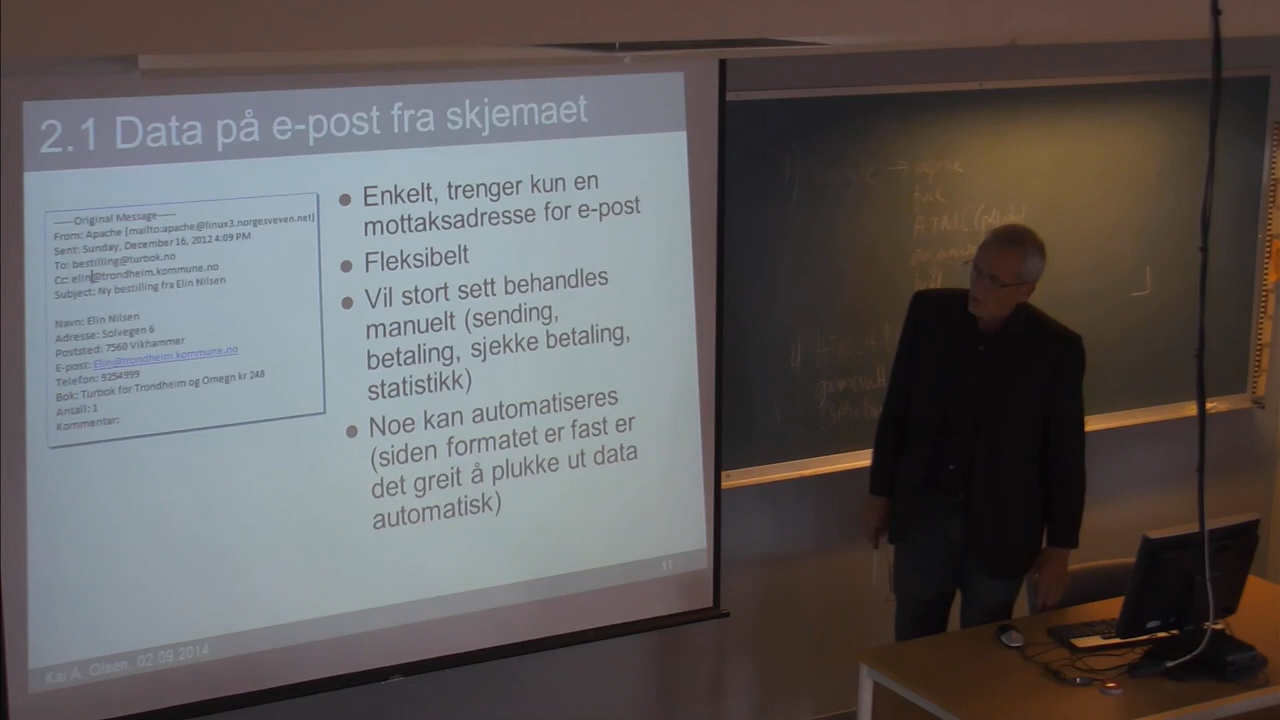 2.1 Data på e-post fra skjemaet
-----Original Message-----
From: Apache [mailto:apache@linux3.norgesveven.net]
Sent: Sunday, December 16, 2012 4:09 PM
To: bestilling@turbok.no
Cc: elin@trondheim.kommune.no
Subject: Ny bestilling fra Elin Nilsen
Navn: Elin Nilsen
Adresse: Solvegen 6
Poststed: 7560 Vikhammer
E-post: Elin@trondheim.kommune.no
Telefon: 9254999
Bok: Turbok for Trondheim og Omegn kr 248
Antall: 1
Kommentar:
● Enkelt, trenger kun en
mottaksadresse for e-post
● Fleksibelt
● Vil stort sett behandles
manuelt (sending,
betaling, sjekke betaling,
statistikk)
● Noe kan automatiseres
(siden formatet er fast er
det greit å plukke ut data
automatisk)
11
Kai A. Olsen, 02.09.2014